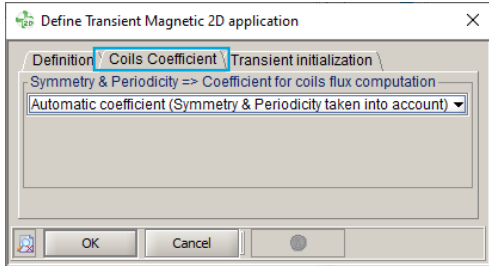 Define Transient Magnetic 2D application
Definition Coils Coefficient Transient initialization
Symmetry & Periodicity => Coefficient for coils flux computation
Automatic coefficient (Symmetry & Periodicity taken into account)
OK Cancel